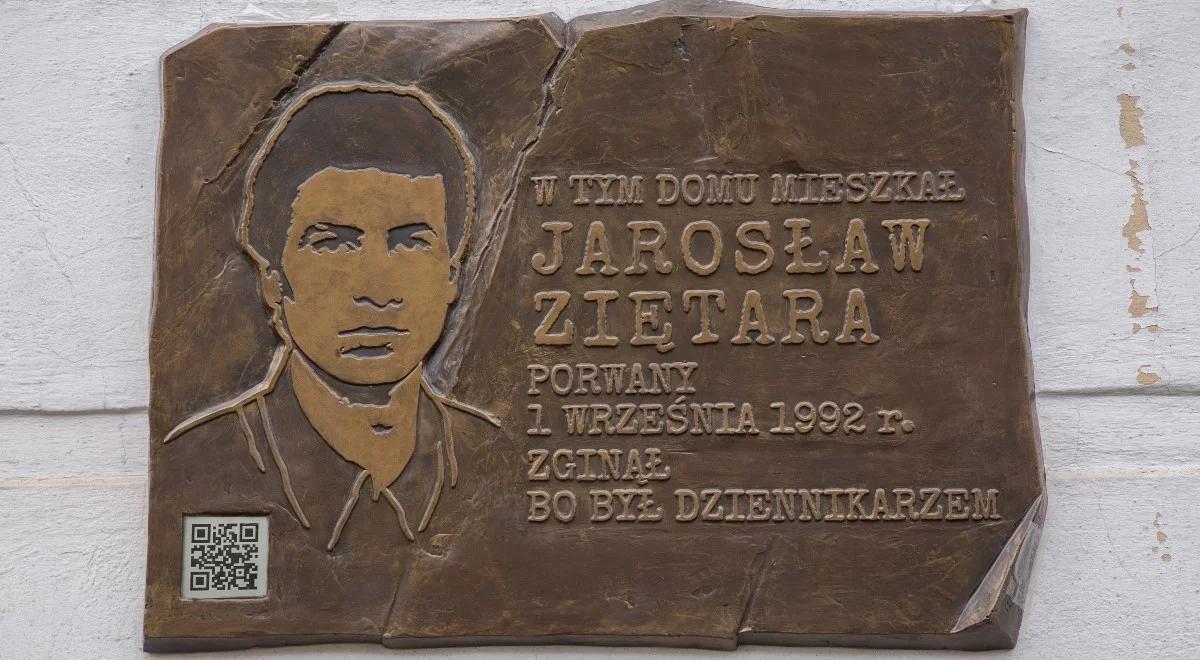 W TYM DOMU MIESZKAŁ
JAROSŁAW
ZIĘTARA
PORWANY
1 WRZEŚNIA 1992 r.
ZGINĄŁ
BO BYŁ DZIENNIKARZEM